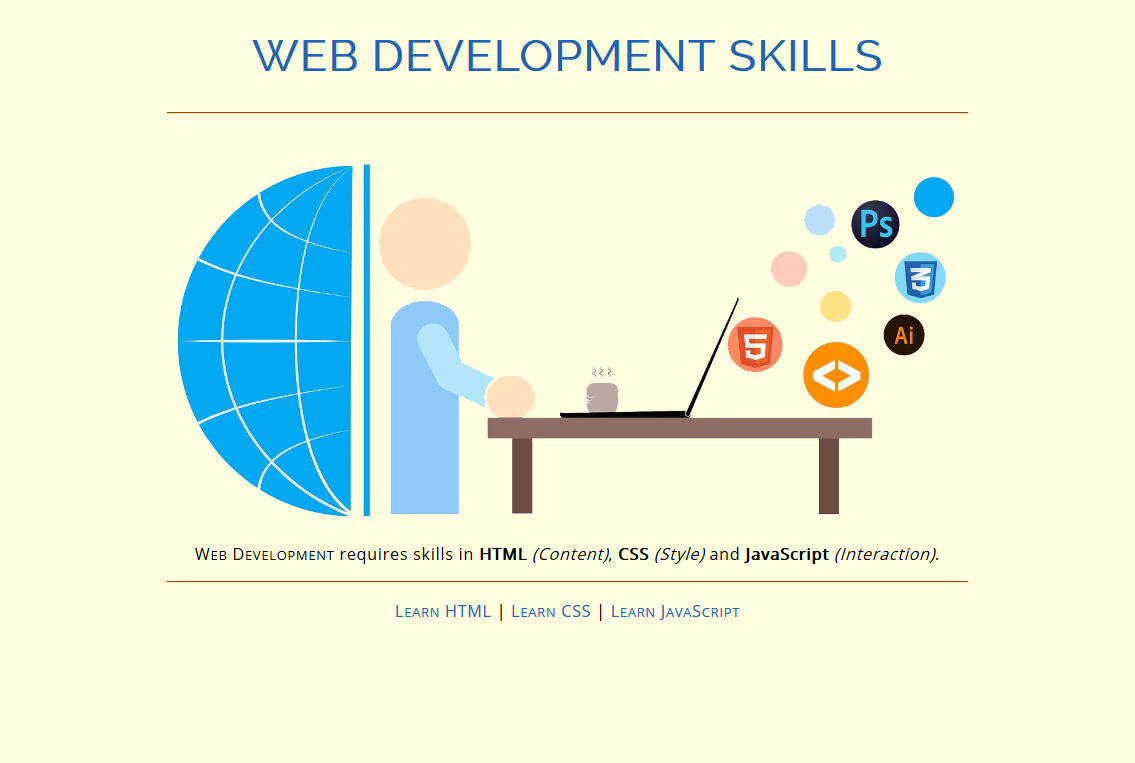 WEB DEVELOPMENT SKILLS
Ps
3
5
Ai
<>
WEB DEVELOPMENT requires skills in HTML (Content), CSS (Style) and JavaScript (Interaction).
LEARN HTML | LEARN CSS | LEARN JAVASCRIPT